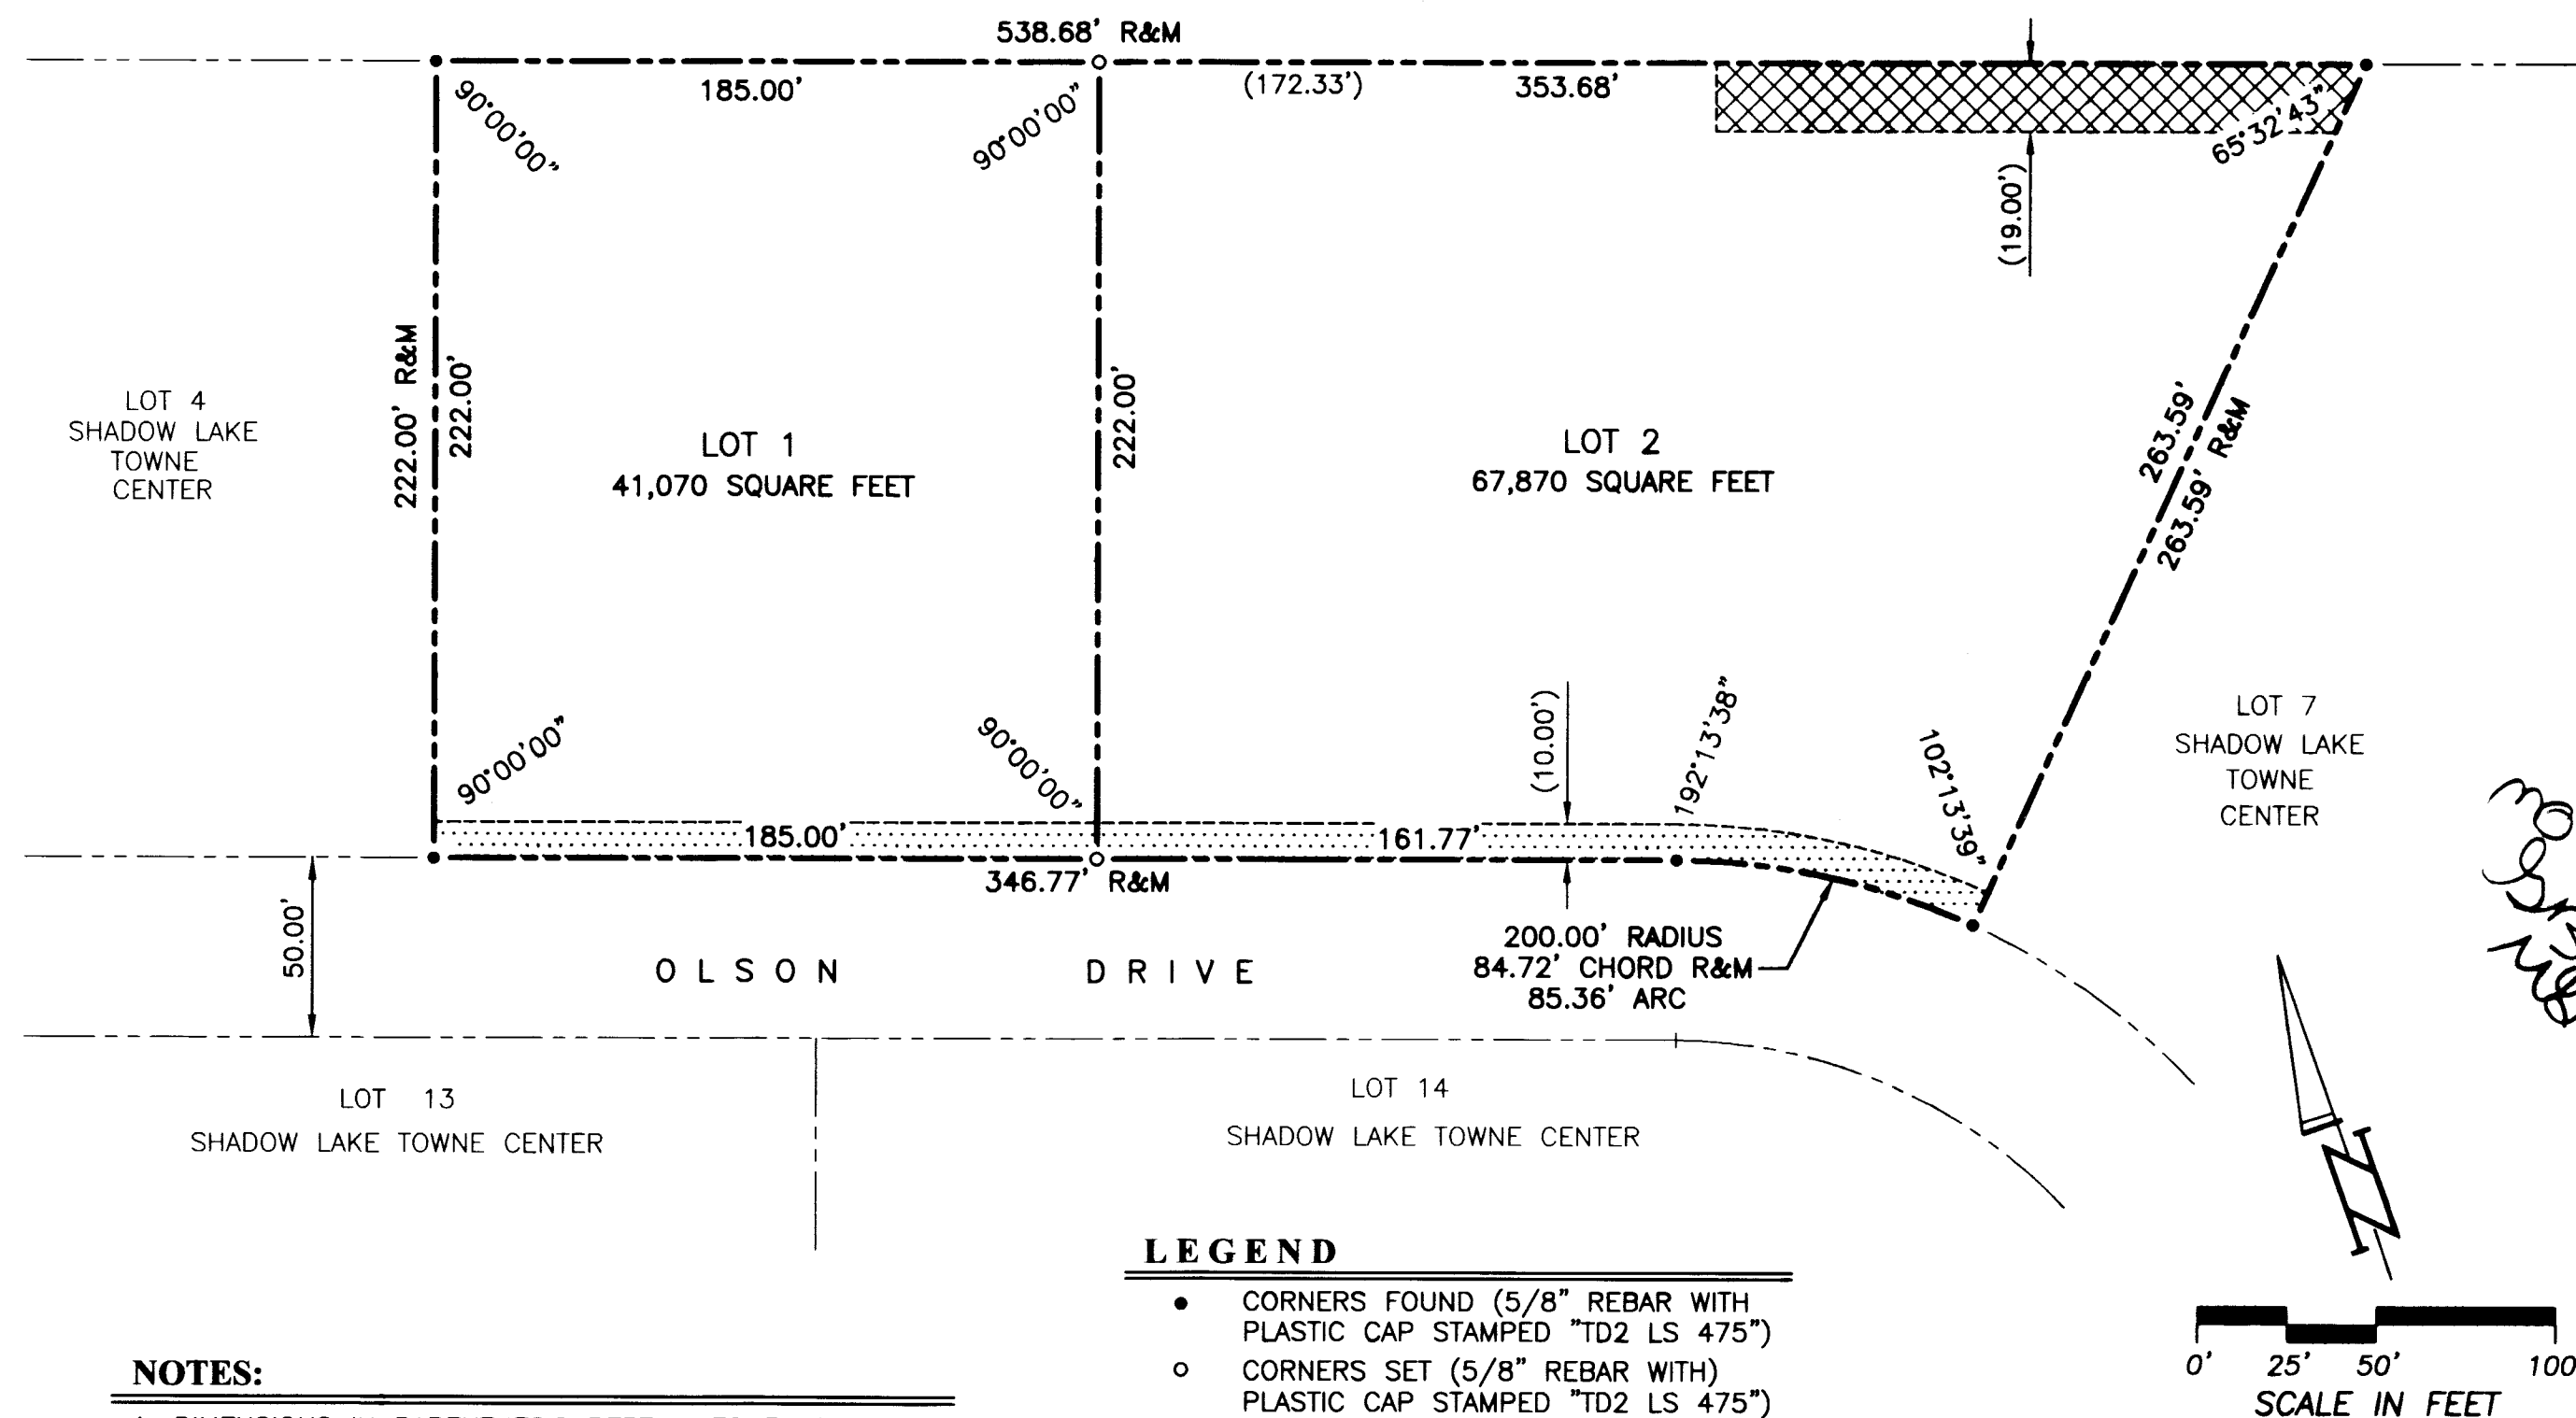 538.68' R&M
185.00'
(172.33')
353.68'
90°00'00"
90°00'00"
65°32'43"
(19.00')
222.00' R&M
222.00'
222.00'
263.59'
263.59' R&M
LOT 4
SHADOW LAKE
TOWNE
CENTER
LOT 1
41,070 SQUARE FEET
LOT 2
67,870 SQUARE FEET
LOT 7
SHADOW LAKE
TOWNE
CENTER
90°00'00"
90°00'00"
(10.00')
192°13'38"
102°13'39"
185.00'
161.77'
346.77' R&M
50.00'
OLSON DRIVE
200.00' RADIUS
84.72' CHORD R&M
85.36' ARC
LOT 13
SHADOW LAKE TOWNE CENTER
LOT 14
SHADOW LAKE TOWNE CENTER
N
LEGEND
CORNERS FOUND (5/8" REBAR WITH
PLASTIC CAP STAMPED "TD2 LS 475")
CORNERS SET (5/8" REBAR WITH)
PLASTIC CAP STAMPED "TD2 LS 475")
0' 25' 50' 100
SCALE IN FEET
NOTES: